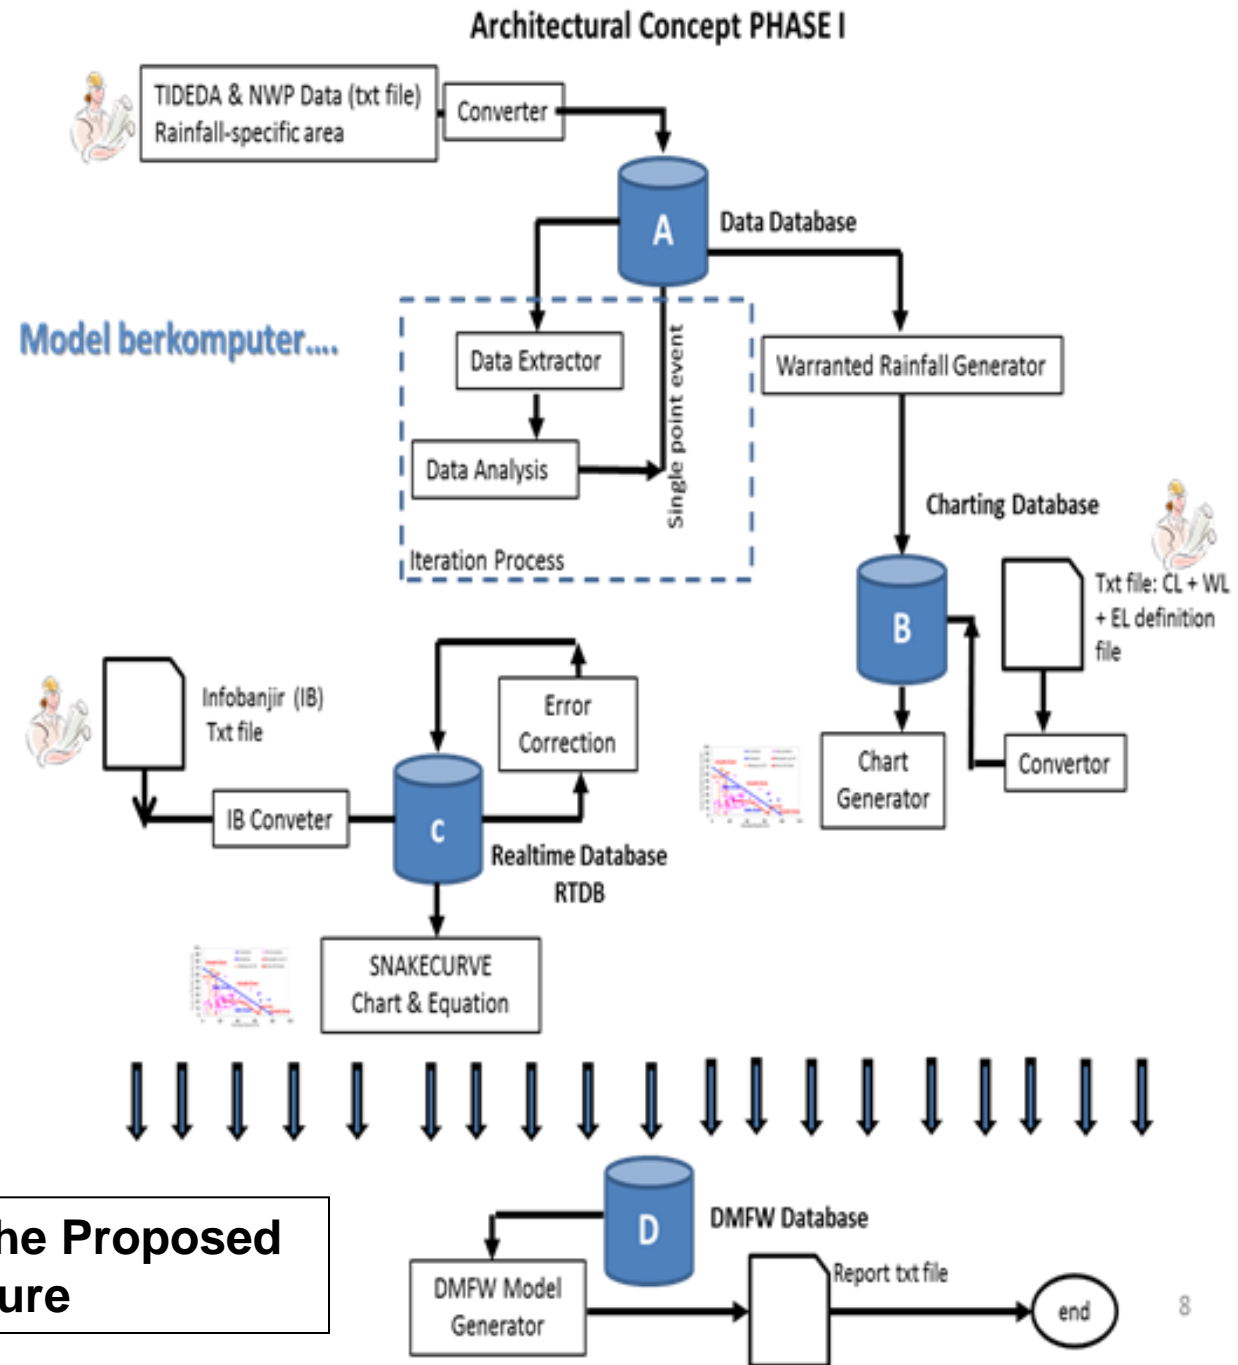 Architectural Concept PHASE I
TIDEDA & NWP Data (txt file)
Rainfall-specific area
Converter
A
Data Database
Model berkomputer....
Data Extractor
Data Analysis
Single point event
Iteration Process
Warranted Rainfall Generator
Charting Database
B
Txt file: CL + WL
+ EL definition
file
Chart
Generator
Convertor
Infobanjir (IB)
Txt file
IB Conveter
Error
Correction
c
Realtime Database
RTDB
SNAKECURVE
Chart & Equation
D
DMFW Database
DMFW Model
Generator
Report txt file
end
he Proposed
ure
8